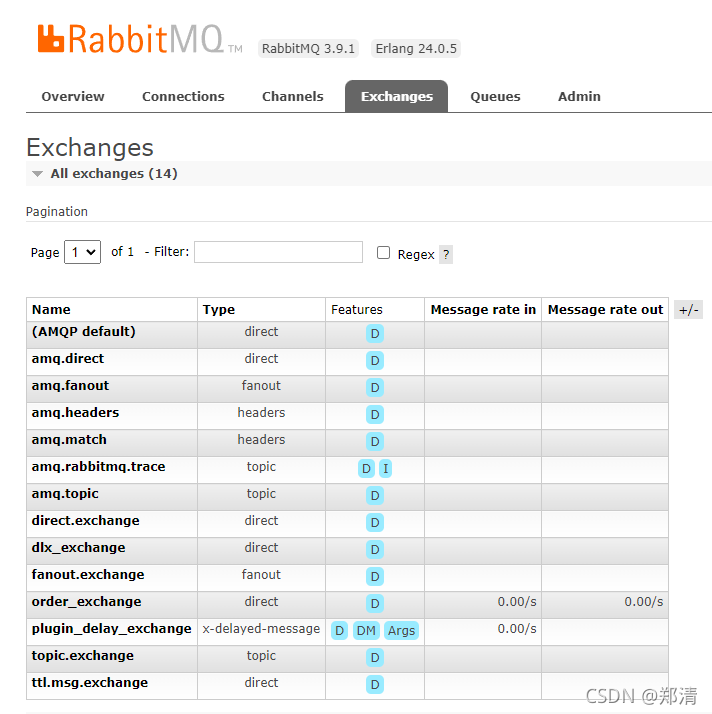 RabbitMQ TM RabbitMQ 3.9.1 Erlang 24.0.5
Overview Connections Channels Exchanges Queues Admin
Exchanges
All exchanges (14)
Pagination
Page 1 of 1 - Filter: Regex ?
Name Type Features Message rate in Message rate out +/-
(AMQP default) direct D
amq.direct direct D
amq.fanout fanout D
amq.headers headers D
amq.match headers D
amq.rabbitmq.trace topic D I
amq.topic topic D
direct.exchange direct D
dlx_exchange direct D
fanout.exchange fanout D
order_exchange direct D 0.00/s 0.00/s
plugin_delay_exchange x-delayed-message D DM Args 0.00/s
topic.exchange topic D
ttl.msg.exchange direct D
CSDN @郑清